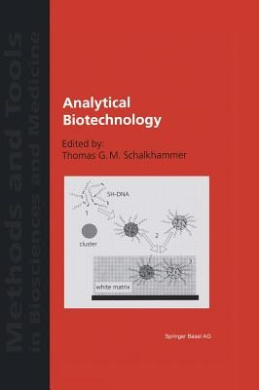 Methods and Tools
in Biosciences and Medicine
Analytical
Biotechnology
Edited by:
Thomas G. M. Schalkhammer
SH-DNA
1
cluster
2
3
white matrix
Springer Basel AG